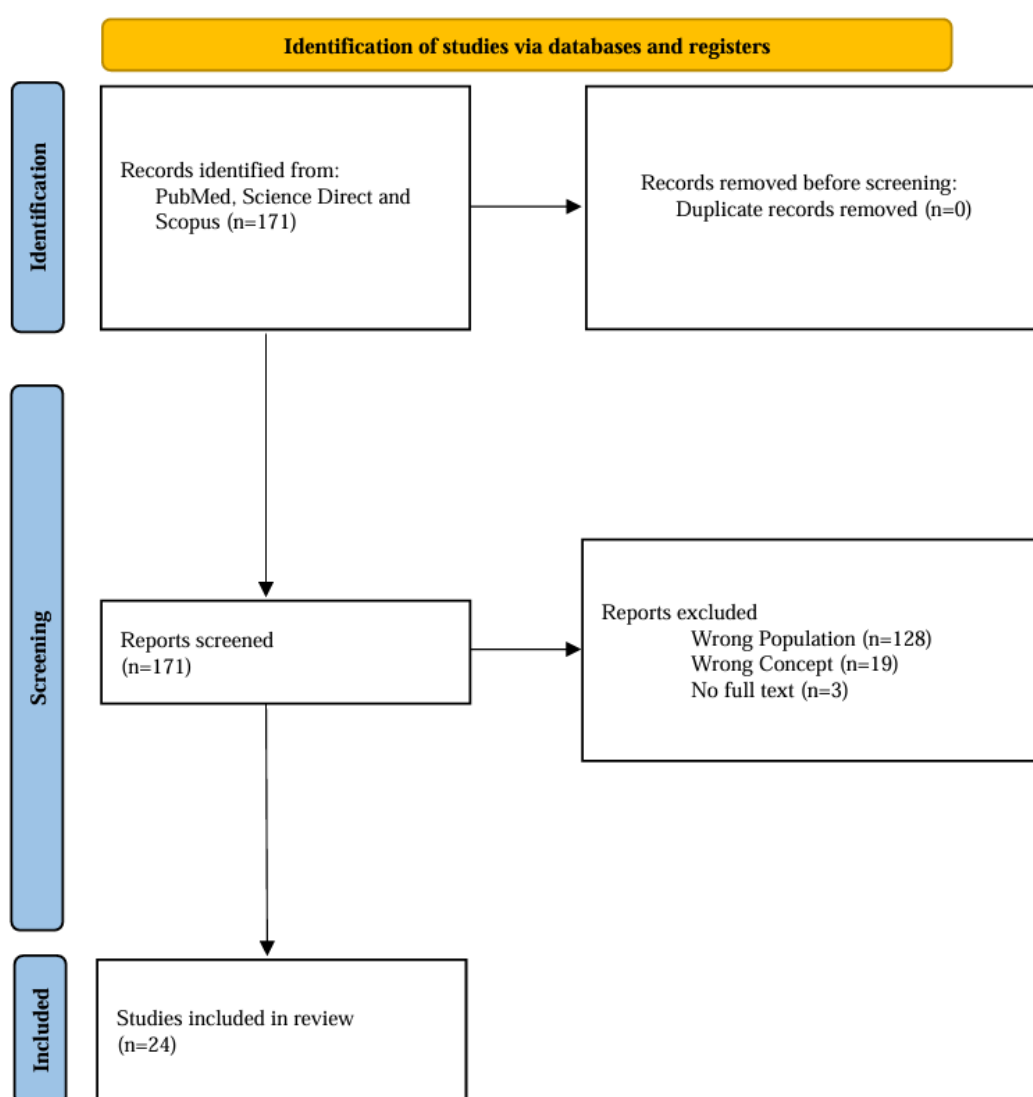 Identification of studies via databases and registers
Identification
Records identified from:
PubMed, Science Direct and
Scopus (n=171)
Records removed before screening:
Duplicate records removed (n=0)
Screening
Reports screened
(n=171)
Reports excluded
Wrong Population (n=128)
Wrong Concept (n=19)
No full text (n=3)
Included
Studies included in review
(n=24)